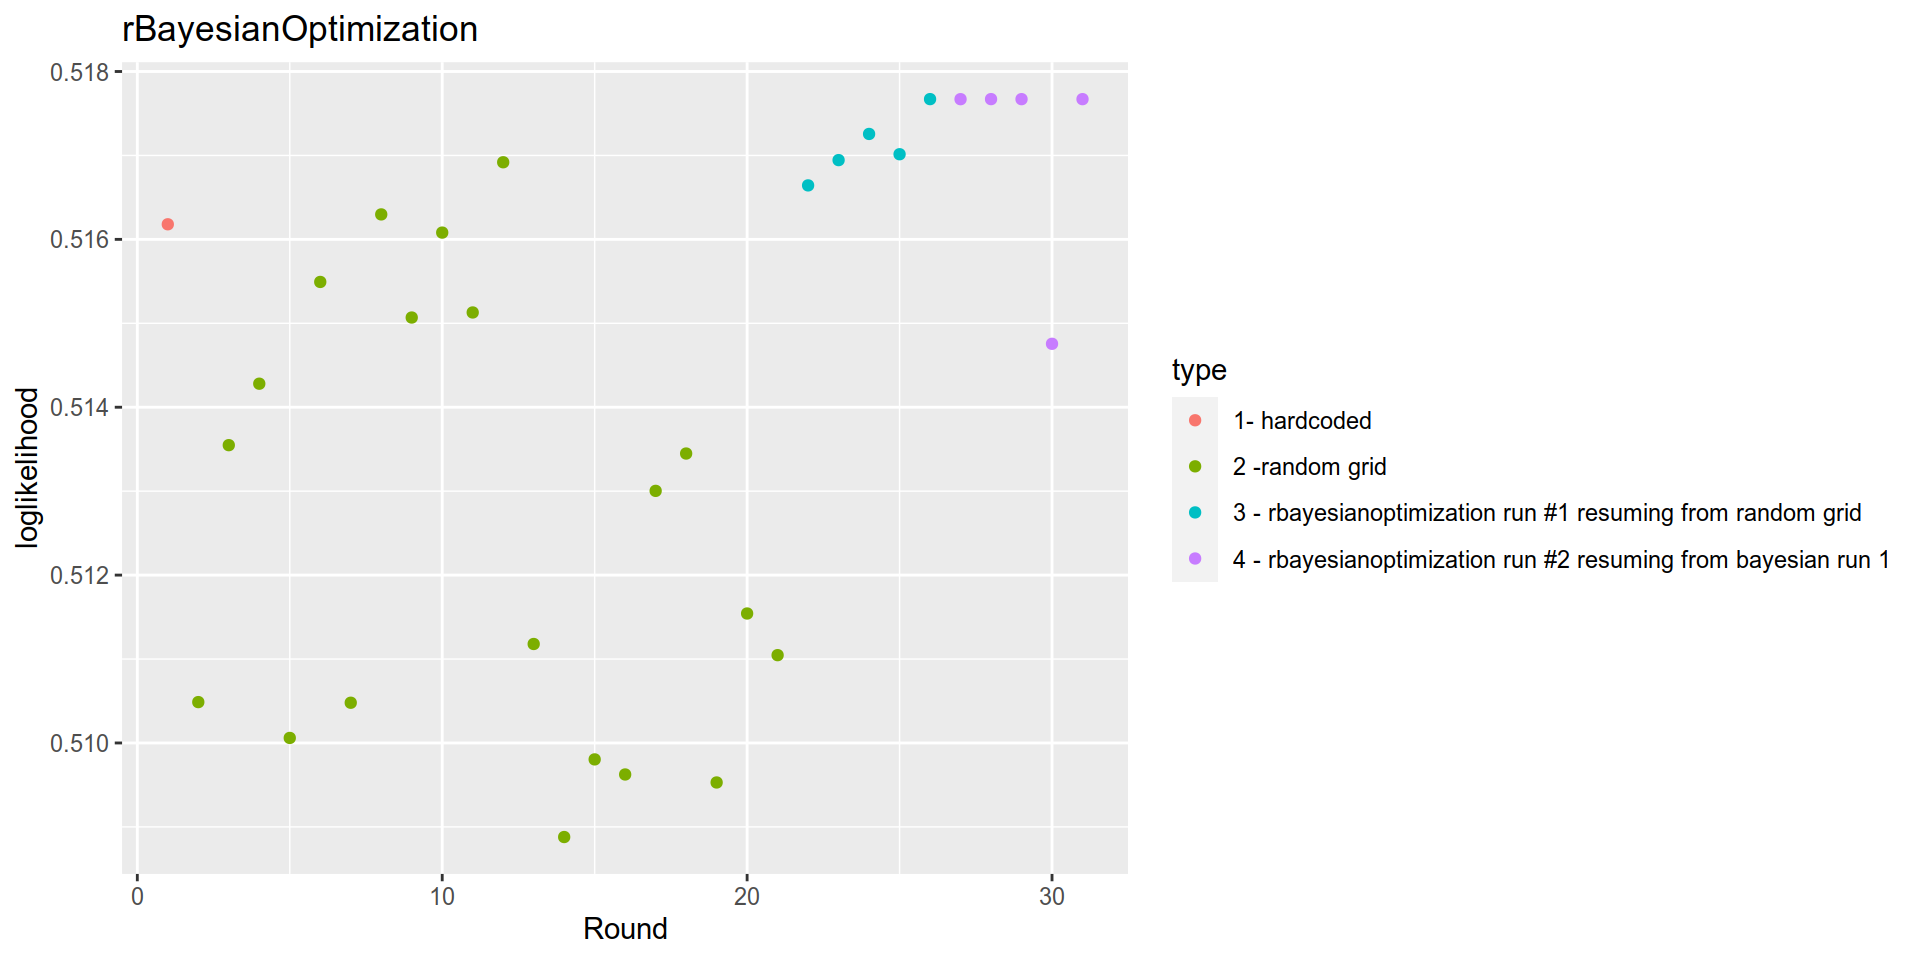 rBayesianOptimization
0.518
0.516
0.514
0.512
0.510
loglikelihood
0 10 20 30
Round
type
1- hardcoded
2 -random grid
3 - rbayesianoptimization run #1 resuming from random grid
4 - rbayesianoptimization run #2 resuming from bayesian run 1